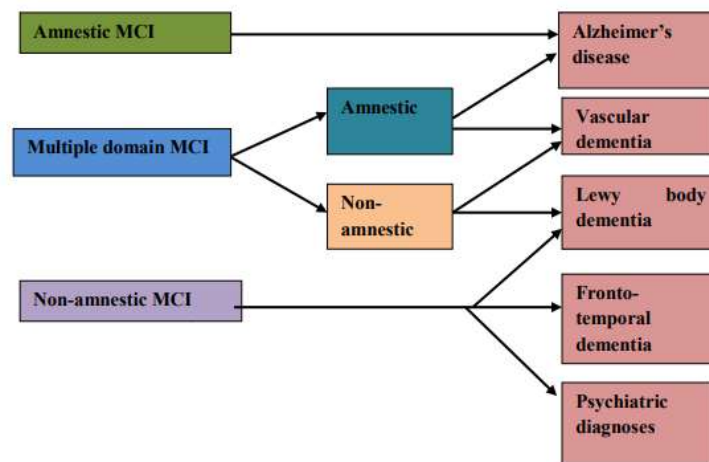 Amnestic MCI
Alzheimer's
disease
Amnestic
Vascular
dementia
Multiple domain MCI
Non-
amnestic
Lewy body
dementia
Non-amnestic MCI
Fronto-
temporal
dementia
Psychiatric
diagnoses